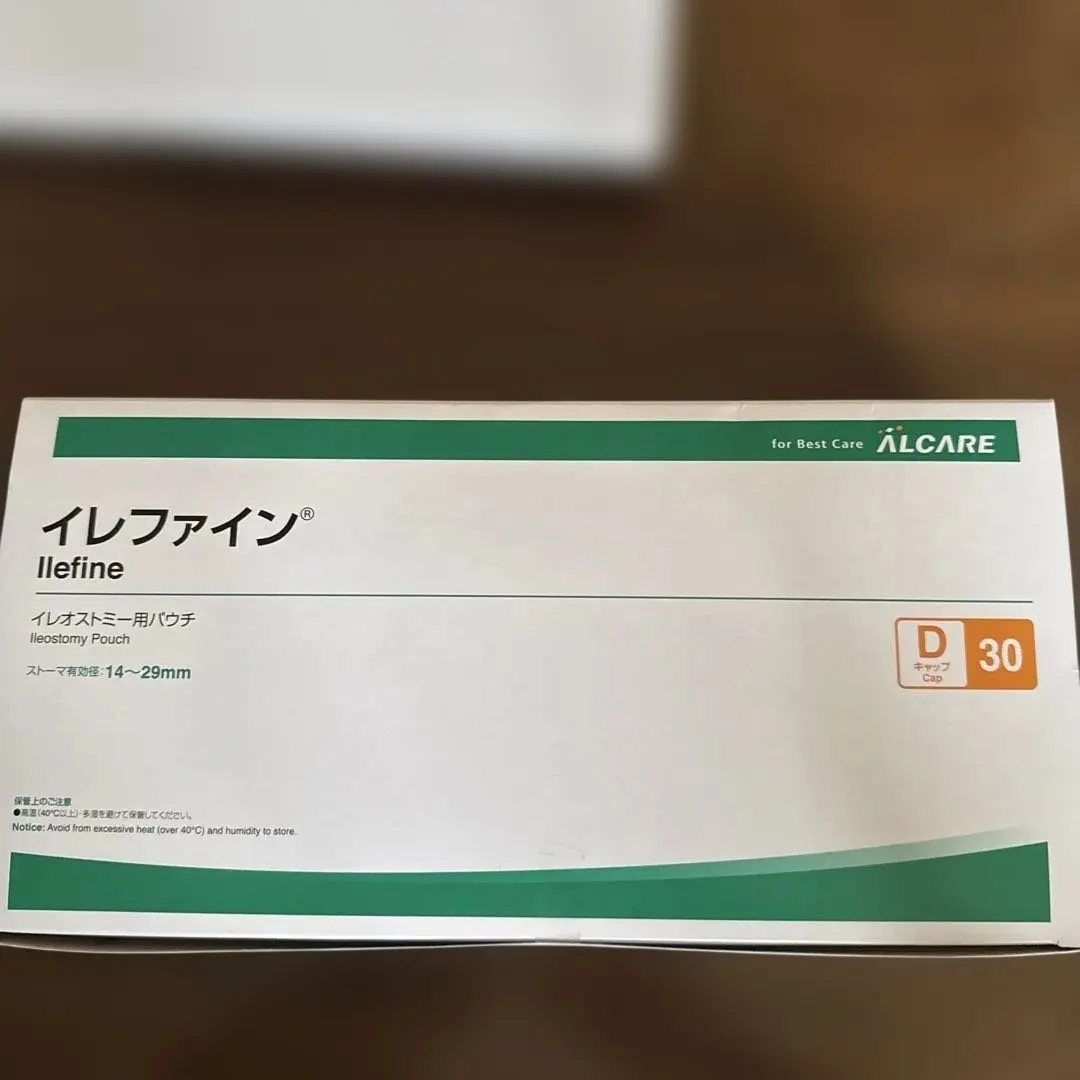 for Best Care ALCARE
イレファイン®
Ilefine
イレオストミー用パウチ
Ileostomy Pouch
ストーマ有効径:14〜29mm
D
キャップ
Cap
30
保管上のご注意
●高温(40℃以上)・多湿を避けて保管してください。
Notice: Avoid from excessive heat (over 40℃) and humidity to store.